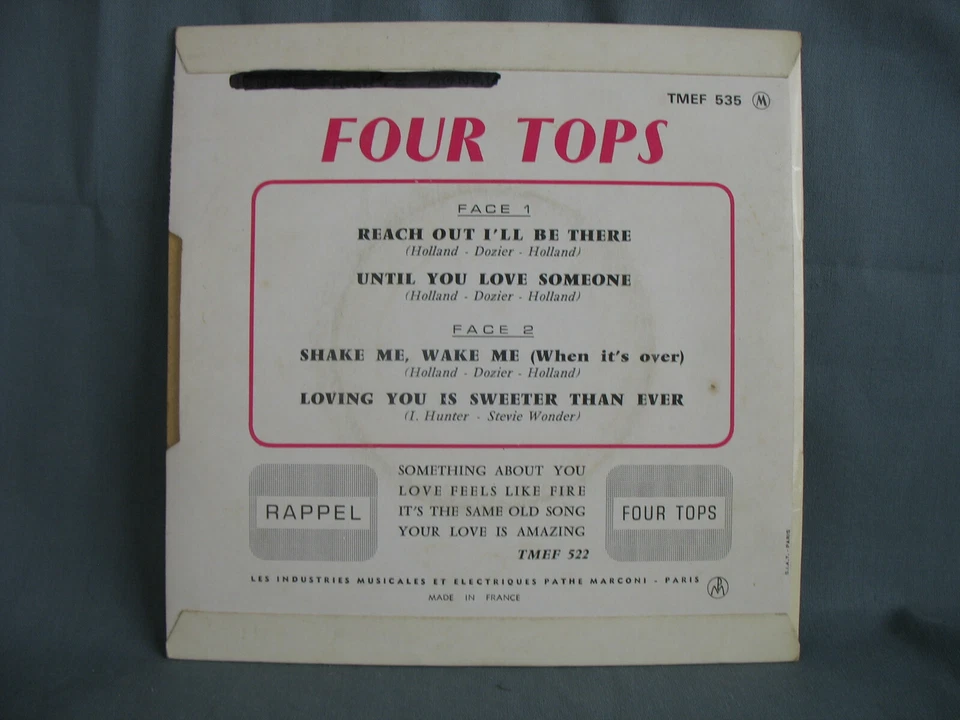 TMEF 535 M
FOUR TOPS
FACE 1
REACH OUT I'LL BE THERE
(Holland - Dozier - Holland)
UNTIL YOU LOVE SOMEONE
(Holland - Dozier - Holland)
FACE 2
SHAKE ME, WAKE ME (When it's over)
(Holland - Dozier - Holland)
LOVING YOU IS SWEETER THAN EVER
(I. Hunter - Stevie Wonder)
RAPPEL
SOMETHING ABOUT YOU
LOVE FEELS LIKE FIRE
IT'S THE SAME OLD SONG
YOUR LOVE IS AMAZING
TMEF 522
FOUR TOPS
LES INDUSTRIES MUSICALES ET ELECTRIQUES PATHE MARCONI - PARIS
MADE IN FRANCE